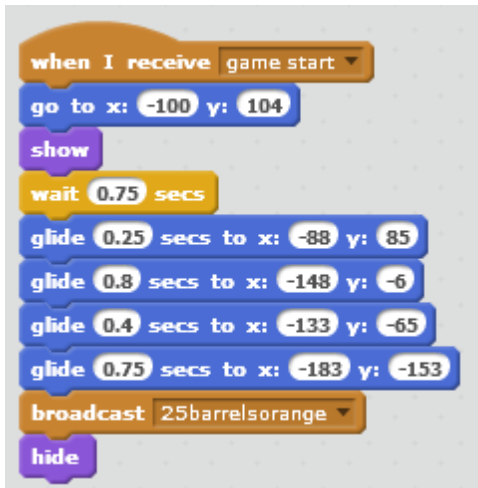 when I receive game start
go to x: -100 y: 104
show
wait 0.75 secs
glide 0.25 secs to x: -88 y: 85
glide 0.8 secs to x: -148 y: -6
glide 0.4 secs to x: -133 y: -65
glide 0.75 secs to x: -183 y: -153
broadcast 25barrelsorange
hide